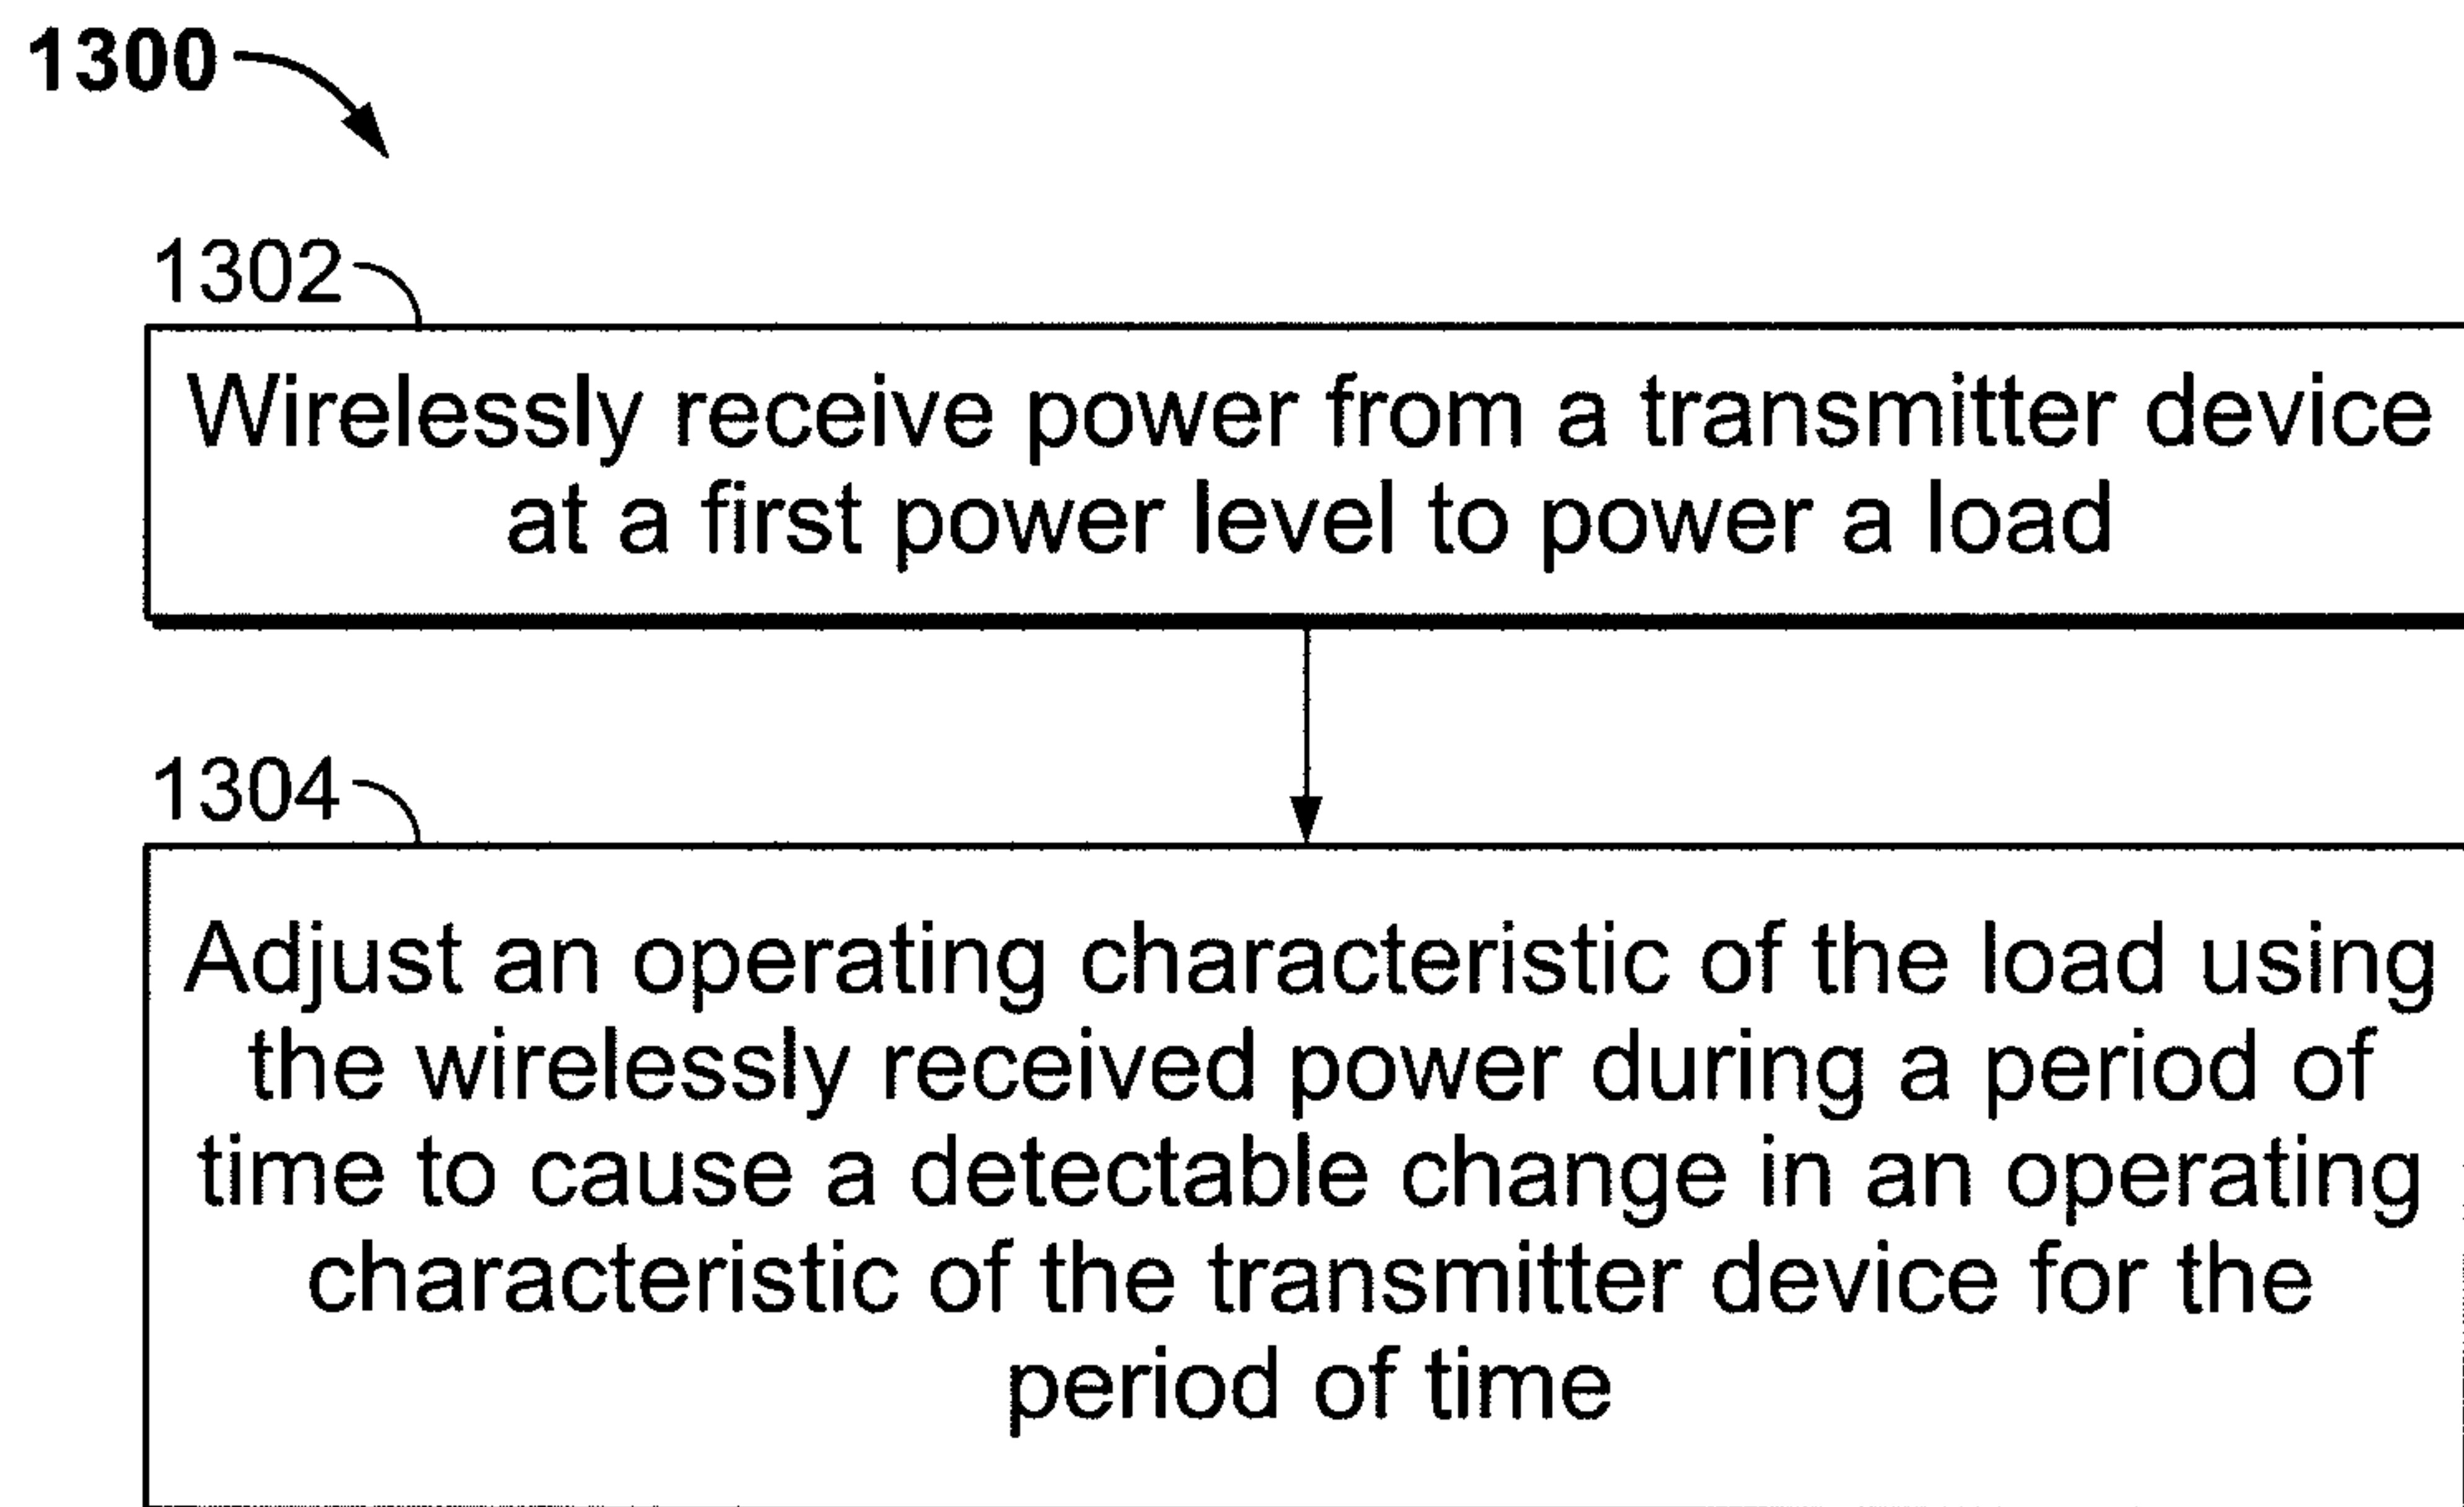 1300
1302
Wirelessly receive power from a transmitter device
at a first power level to power a load
1304
Adjust an operating characteristic of the load using
the wirelessly received power during a period of
time to cause a detectable change in an operating
characteristic of the transmitter device for the
period of time